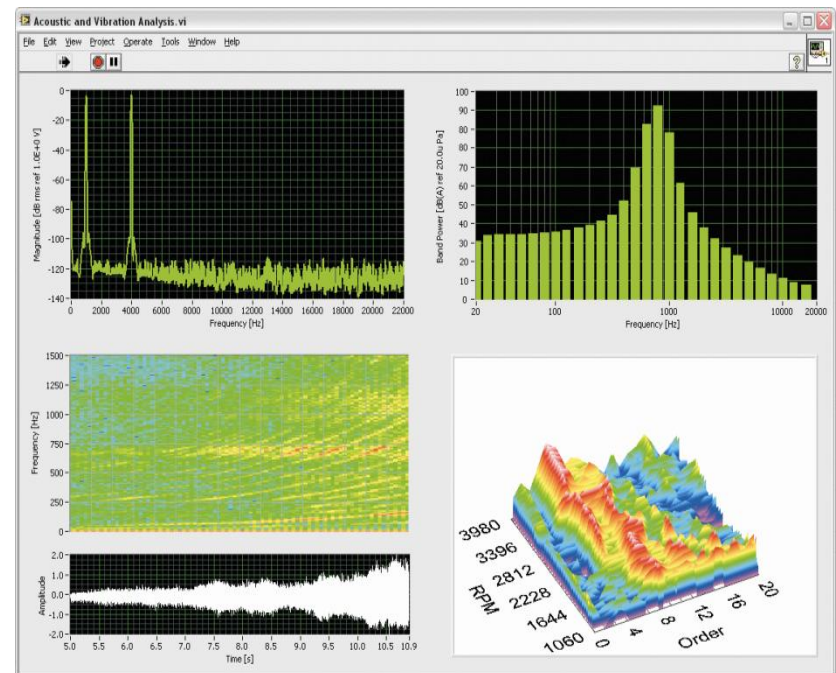 Acoustic and Vibration Analysis.vi
File Edit View Project Operate Tools Window Help
1
Magnitude [dB rms ref 1.0E+0 V]
0
-20
-40
-60
-80
-100
-120
-140
0 2000 4000 6000 8000 10000 12000 14000 16000 18000 20000 22000
Frequency [Hz]
Band Power [dB(A) ref 20.0u Pa]
100
90
80
70
60
50
40
30
20
10
0
20 100 1000 10000 20000
Frequency [Hz]
Frequency [Hz]
1500
1250
1000
750
500
250
0
Amplitude
2.0
1.0
0.0
-1.0
-2.0
5.0 5.5 6.0 6.5 7.0 7.5 8.0 8.5 9.0 9.5 10.0 10.5 10.9
Time [s]
3980
3396
2812
2228
1644
1060
RPM
0 4 8 12 16 20
Order